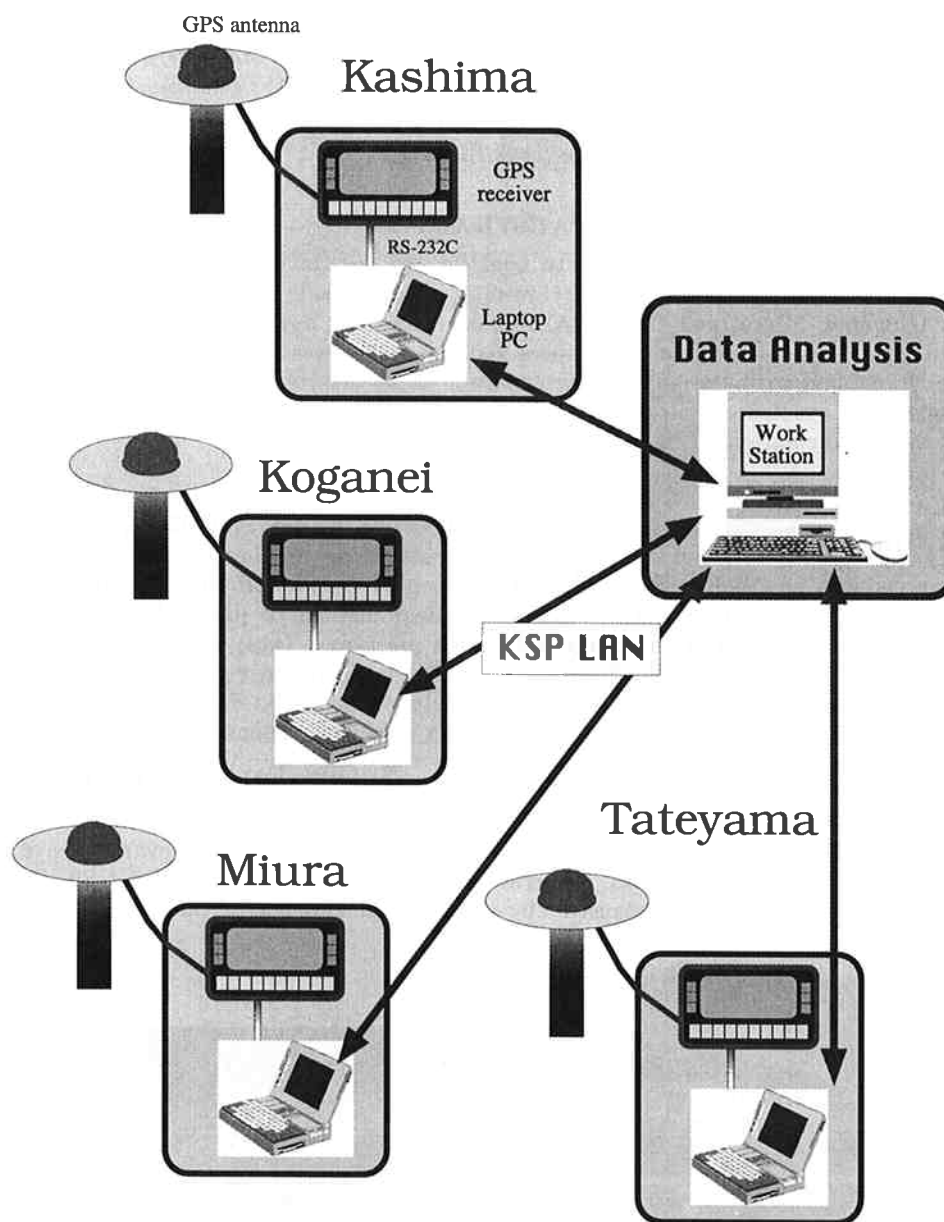 GPS antenna
Kashima
GPS
receiver
RS-232C
Laptop
PC
Data Analysis
Work
Station
Koganei
KSP LAN
Tateyama
Miura